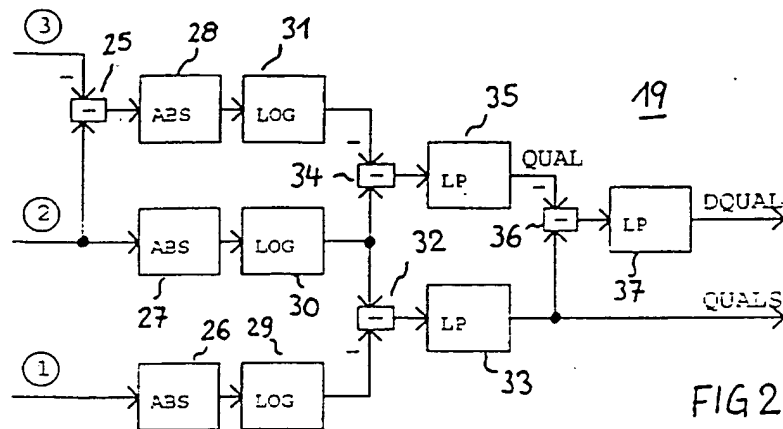 3
25
28
31
ABS
LOG
35
19
34
LP
QUAL
2
ABS
LOG
32
36
LP
DQUAL
27
30
37
QUALS
1
26
29
LP
33
ABS
LOG
FIG 2